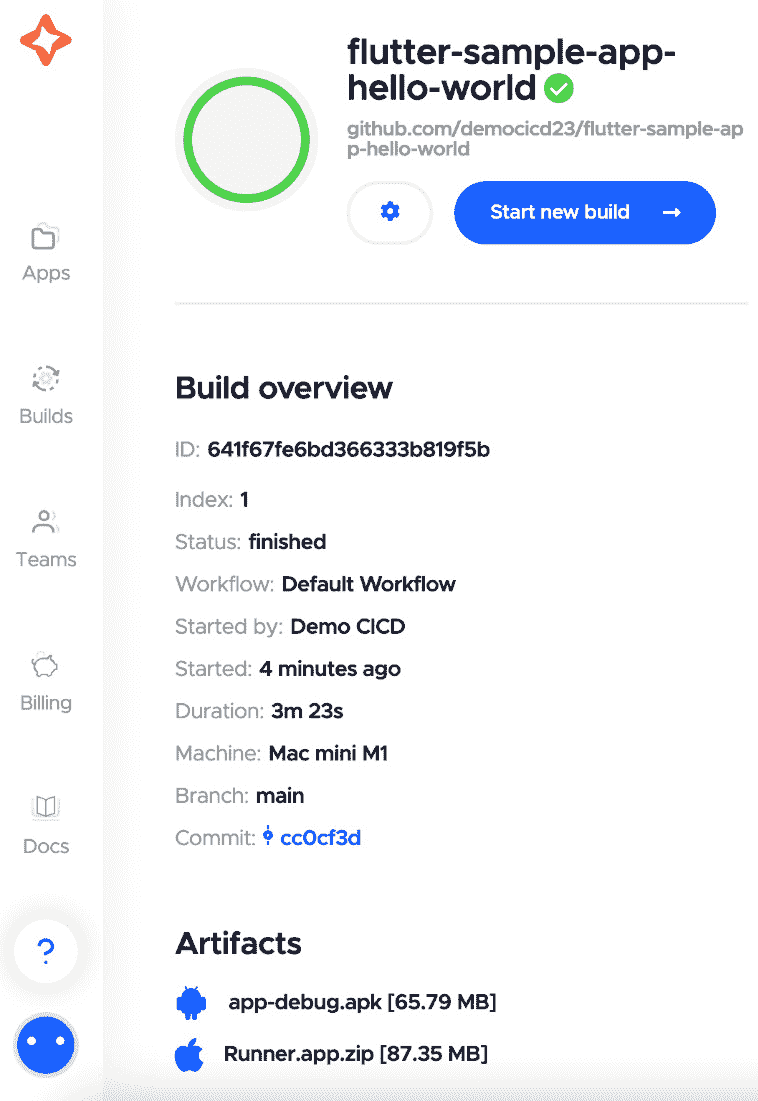 flutter-sample-app-
hello-world
github.com/democicd23/flutter-sample-ap
p-hello-world
Start new build
Apps
Builds
Teams
Billing
Docs
?
Build overview
ID: 641f67fe6bd366333b819f5b
Index: 1
Status: finished
Workflow: Default Workflow
Started by: Demo CICD
Started: 4 minutes ago
Duration: 3m 23s
Machine: Mac mini M1
Branch: main
Commit: cc0cf3d
Artifacts
app-debug.apk [65.79 MB]
Runner.app.zip [87.35 MB]